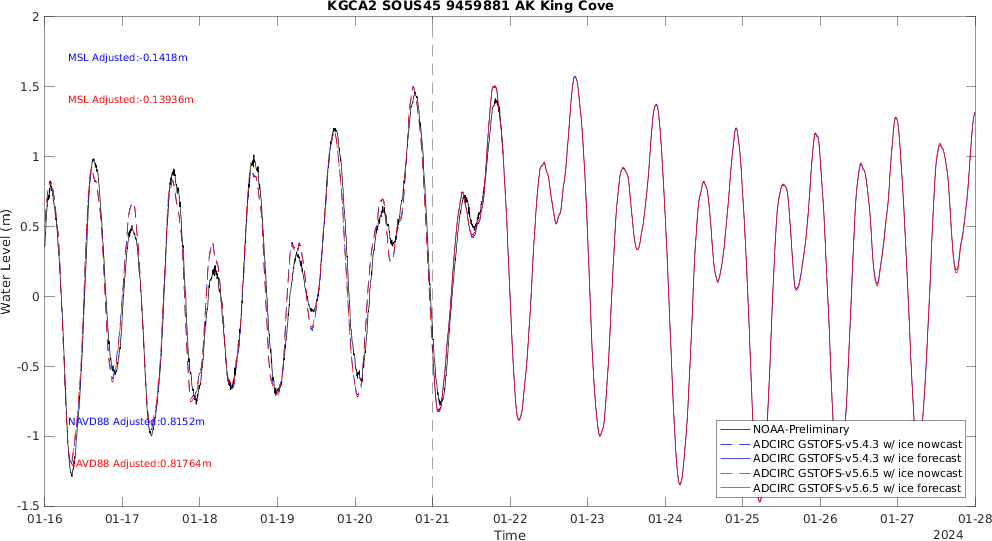 KGCA2 SOUS45 9459881 AK King Cove
2
MSL Adjusted:-0.1418m
1.5
MSL Adjusted:-0.13936m
1
0.5
Water Level (m)
0
-0.5
NAVD88 Adjusted:0.8152m
-1
NAVD88 Adjusted:0.81764m
-1.5
NOAA-Preliminary
ADCIRC GSTOFS-v5.4.3 w/ ice nowcast
ADCIRC GSTOFS-v5.4.3 w/ ice forecast
ADCIRC GSTOFS-v5.6.5 w/ ice nowcast
ADCIRC GSTOFS-v5.6.5 w/ ice forecast
01-16 01-17 01-18 01-19 01-20 01-21 01-22 01-23 01-24 01-25 01-26 01-27 01-28
Time
2024